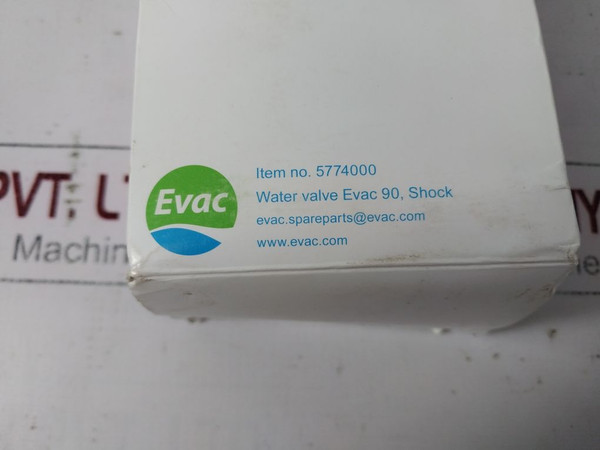 PVT. LT
Machin
Evac
Item no. 5774000
Water valve Evac 90, Shock
evac.spareparts@evac.com
www.evac.com